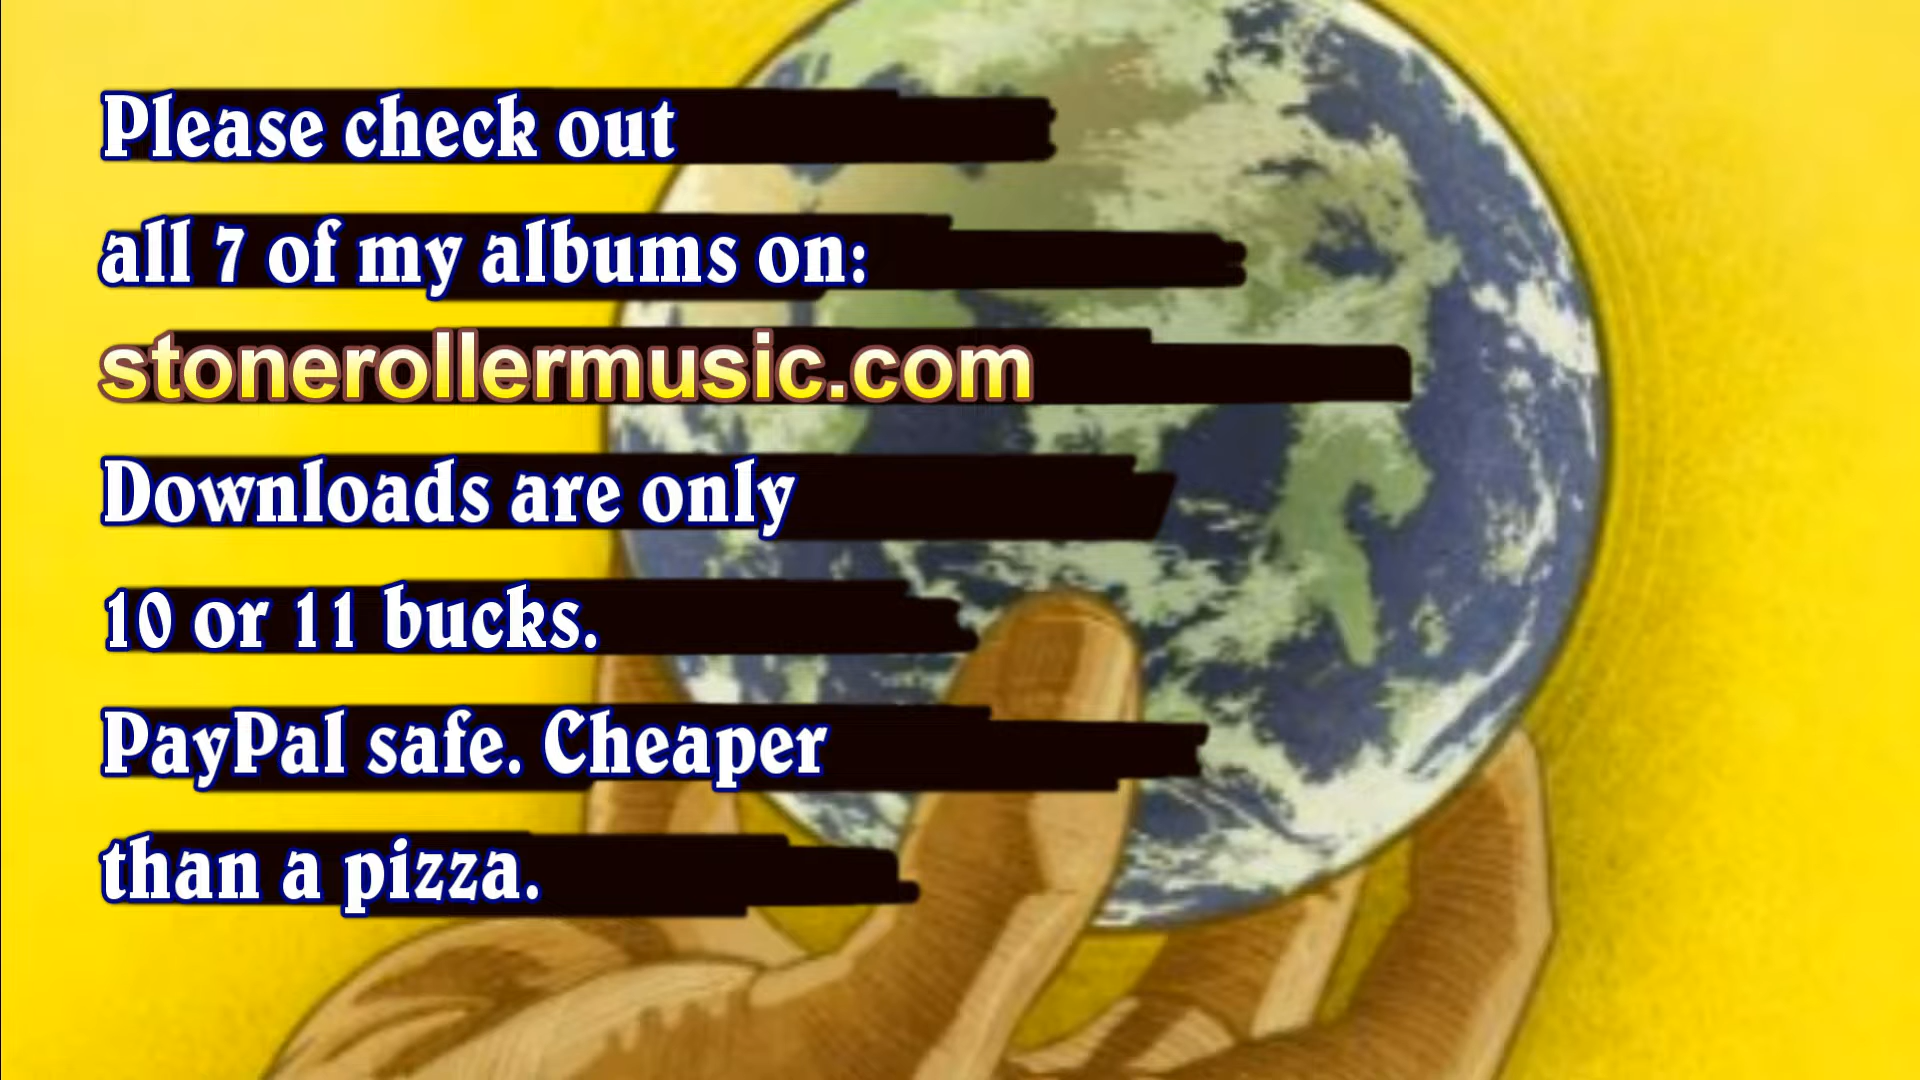 Please check out
all 7 of my albums on:
stonerollermusic.com
Downloads are only
10 or 11 bucks.
PayPal safe. Cheaper
than a pizza.